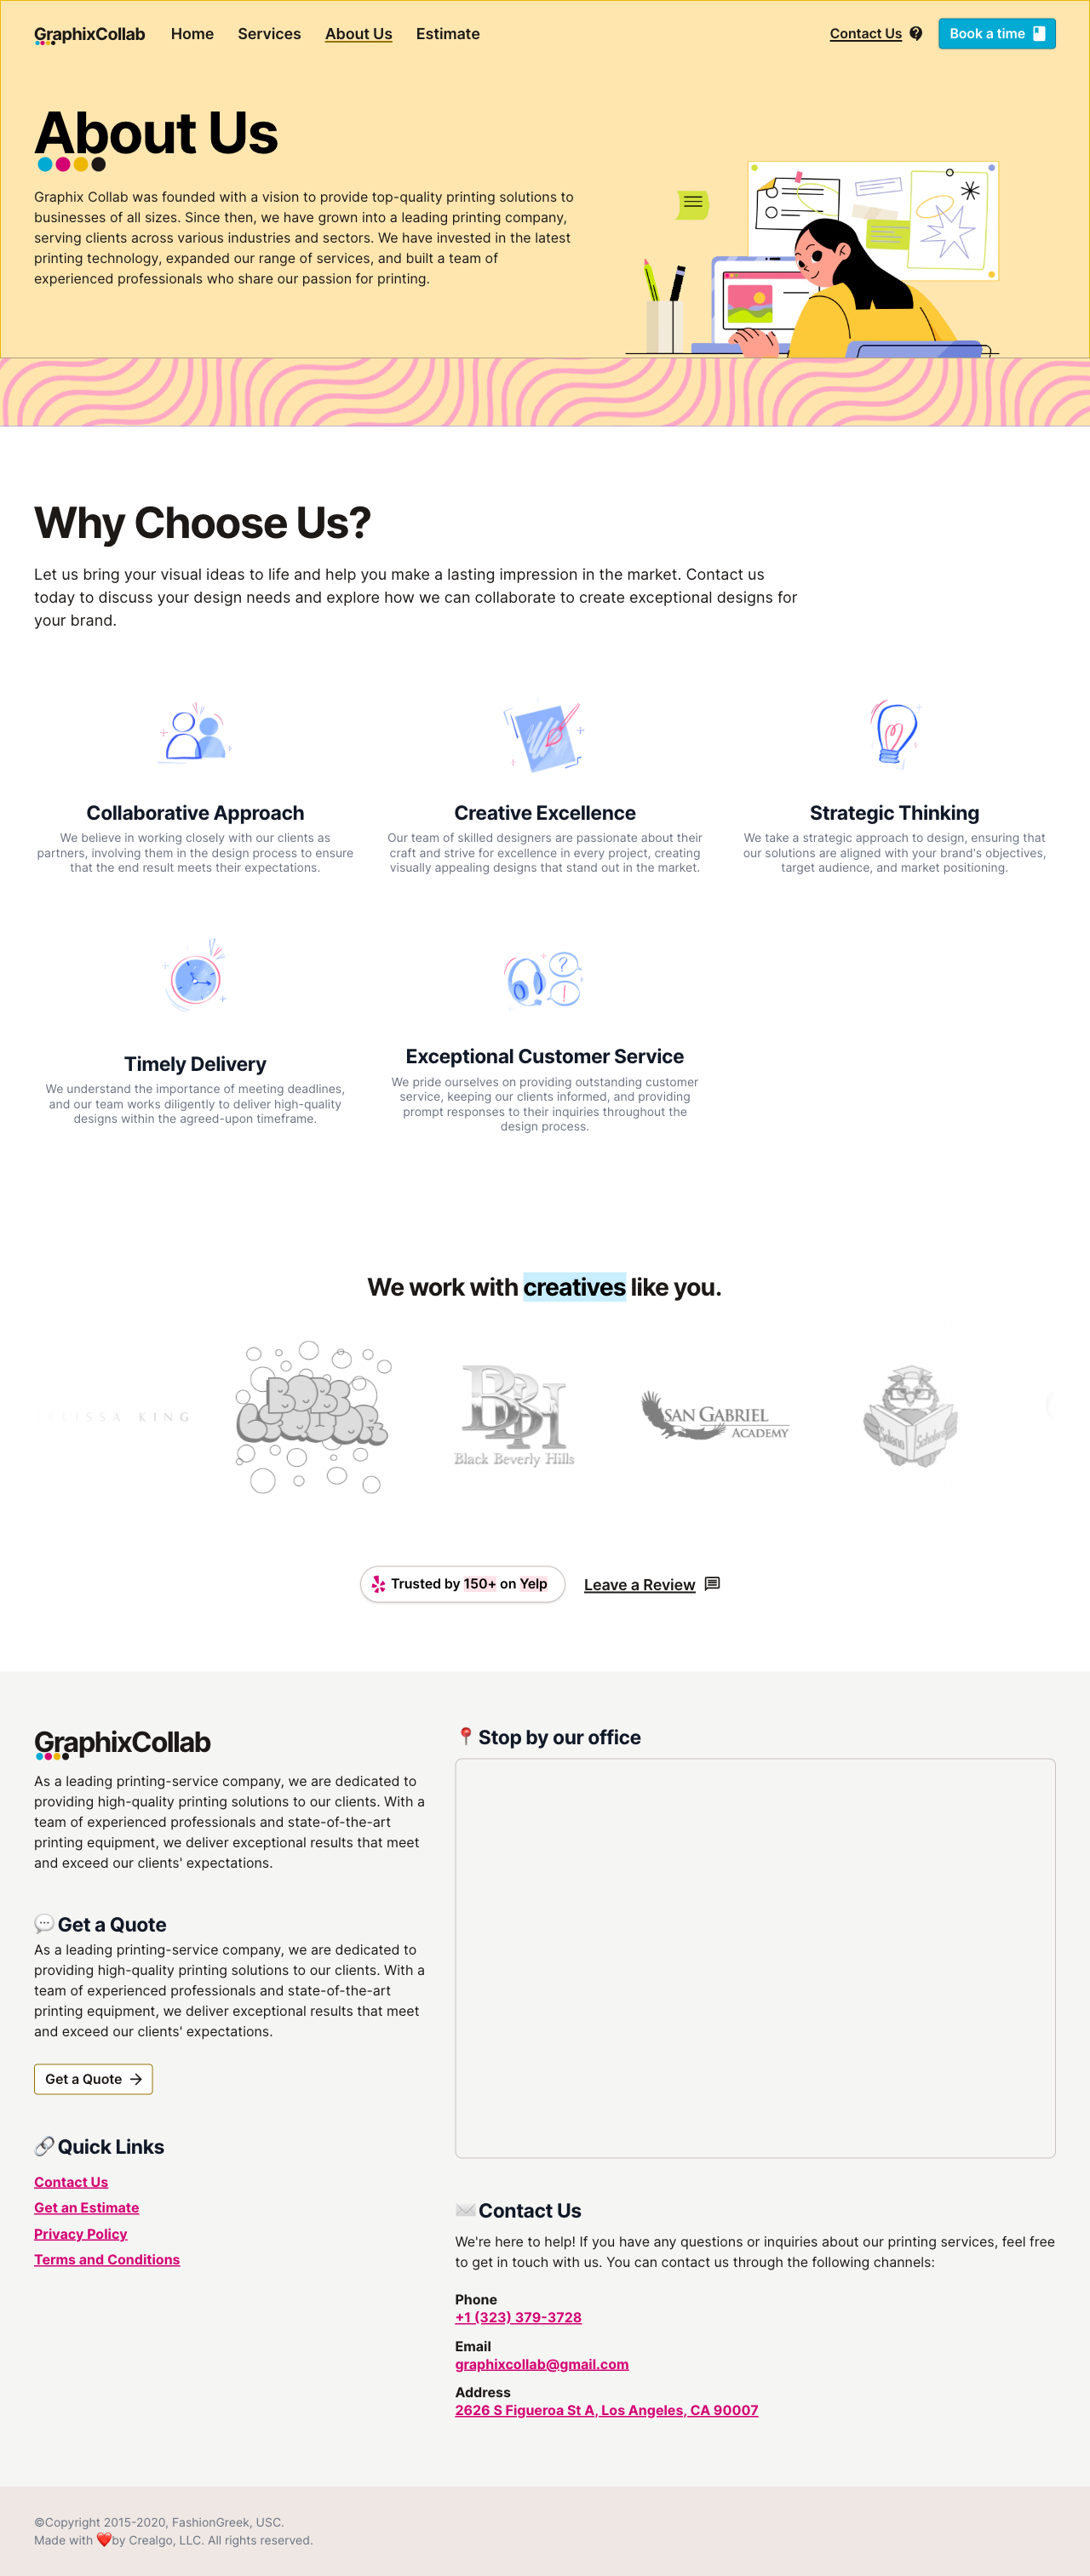 GraphixCollab Home Services About Us Estimate Contact Us Book a time
About Us
Graphix Collab was founded with a vision to provide top-quality printing solutions to
businesses of all sizes. Since then, we have grown into a leading printing company,
serving clients across various industries and sectors. We have invested in the latest
printing technology, expanded our range of services, and built a team of
experienced professionals who share our passion for printing.
Why Choose Us?
Let us bring your visual ideas to life and help you make a lasting impression in the market. Contact us
today to discuss your design needs and explore how we can collaborate to create exceptional designs for
your brand.
Collaborative Approach
We believe in working closely with our clients as
partners, involving them in the design process to ensure
that the end result meets their expectations.
Creative Excellence
Our team of skilled designers are passionate about their
craft and strive for excellence in every project, creating
visually appealing designs that stand out in the market.
Strategic Thinking
We take a strategic approach to design, ensuring that
our solutions are aligned with your brand's objectives,
target audience, and market positioning.
Timely Delivery
We understand the importance of meeting deadlines,
and our team works diligently to deliver high-quality
designs within the agreed-upon timeframe.
Exceptional Customer Service
We pride ourselves on providing outstanding customer
service, keeping our clients informed, and providing
prompt responses to their inquiries throughout the
design process.
We work with creatives like you.
KING
BOBS
LIQUOR
BBH
Black Beverly Hills
SAN GABRIEL
ACADEMY
Solano Scholars
Trusted by 150+ on Yelp
Leave a Review
GraphixCollab
As a leading printing-service company, we are dedicated to
providing high-quality printing solutions to our clients. With a
team of experienced professionals and state-of-the-art
printing equipment, we deliver exceptional results that meet
and exceed our clients' expectations.
💬 Get a Quote
As a leading printing-service company, we are dedicated to
providing high-quality printing solutions to our clients. With a
team of experienced professionals and state-of-the-art
printing equipment, we deliver exceptional results that meet
and exceed our clients' expectations.
Get a Quote →
🔗 Quick Links
Contact Us
Get an Estimate
Privacy Policy
Terms and Conditions
📍 Stop by our office
✉️ Contact Us
We're here to help! If you have any questions or inquiries about our printing services, feel free
to get in touch with us. You can contact us through the following channels:
Phone
+1 (323) 379-3728
Email
graphixcollab@gmail.com
Address
2626 S Figueroa St A, Los Angeles, CA 90007
©Copyright 2015-2020, FashionGreek, USC.
Made with ❤️by Crealgo, LLC. All rights reserved.